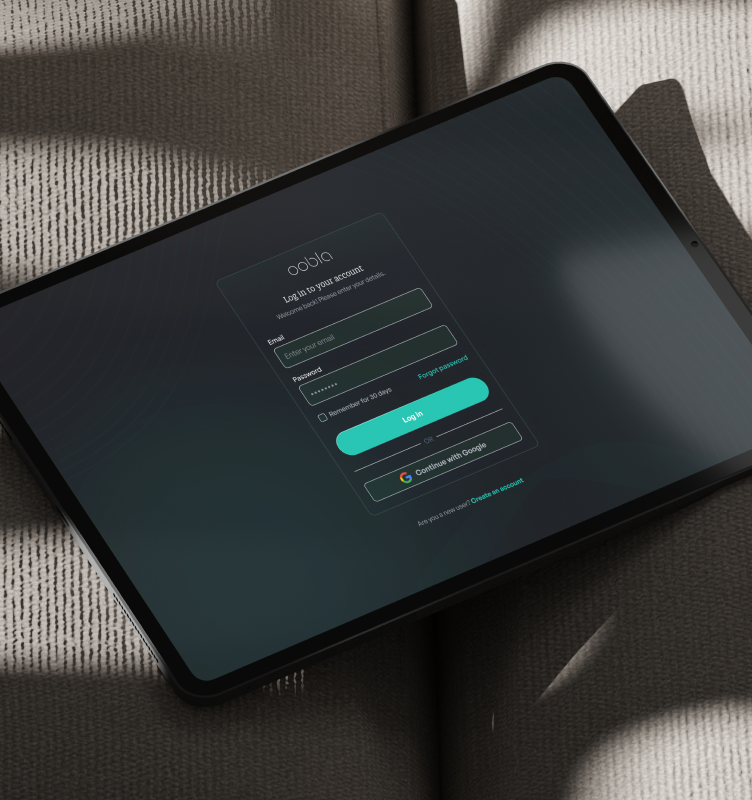 oobla
Log in to your account
Welcome back! Please enter your details.
Email
Enter your email
Password
••••••••
Remember for 30 days
Forgot password
Log in
OR
Continue with Google
Are you a new user? Create an account